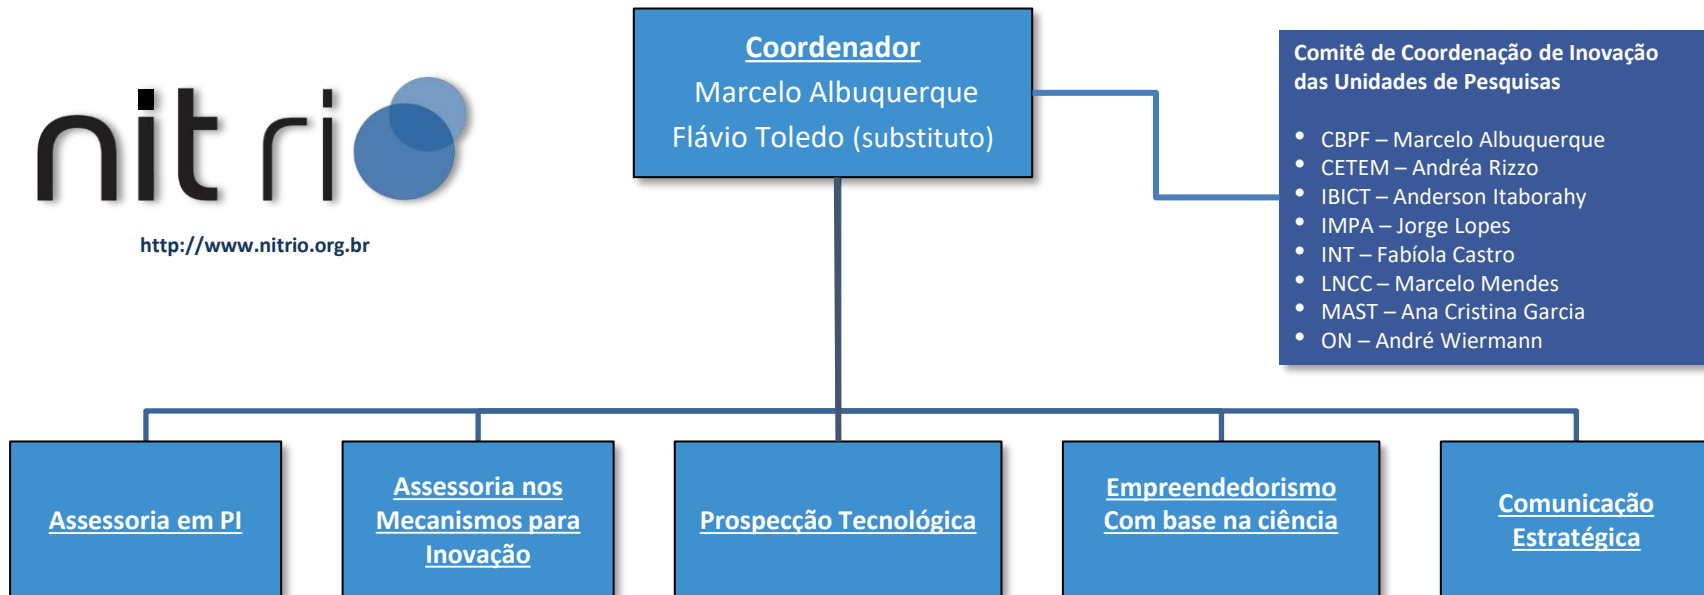 nit rio
http://www.nitrio.org.br
Coordenador
Marcelo Albuquerque
Flávio Toledo (substituto)
Comitê de Coordenação de Inovação
das Unidades de Pesquisas
• CBPF – Marcelo Albuquerque
• CETEM – Andréa Rizzo
• IBICT – Anderson Itaborahy
• IMPA – Jorge Lopes
• INT – Fabíola Castro
• LNCC – Marcelo Mendes
• MAST – Ana Cristina Garcia
• ON – André Wiermann
Assessoria em PI
Assessoria nos
Mecanismos para
Inovação
Prospecção Tecnológica
Empreendedorismo
Com base na ciência
Comunicação
Estratégica